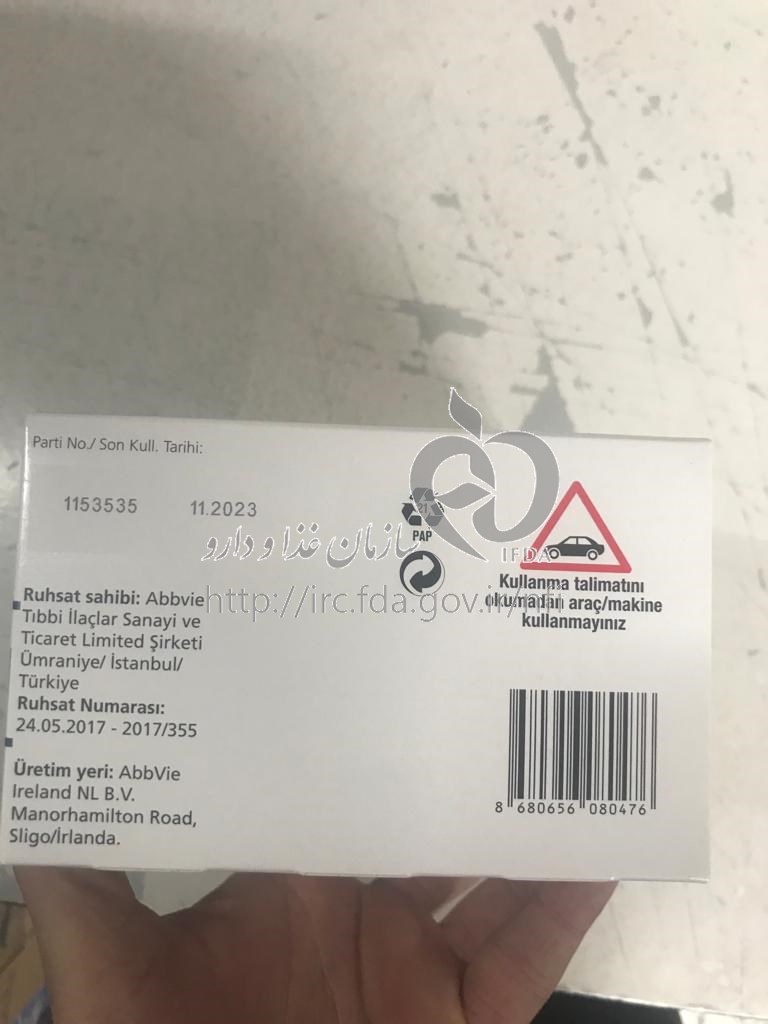 Parti No./ Son Kull. Tarihi:
1153535 11.2023
21
PAP
سازمان غذا و دارو
IFDA
http://irc.fda.gov.ir/nfi
Kullanma talimatını
okumadan araç/makine
kullanmayınız
Ruhsat sahibi: Abbvie
Tıbbi İlaçlar Sanayi ve
Ticaret Limited Şirketi
Ümraniye/ İstanbul/
Türkiye
Ruhsat Numarası:
24.05.2017 - 2017/355
Üretim yeri: AbbVie
Ireland NL B.V.
Manorhamilton Road,
Sligo/İrlanda.
8 680656 080476